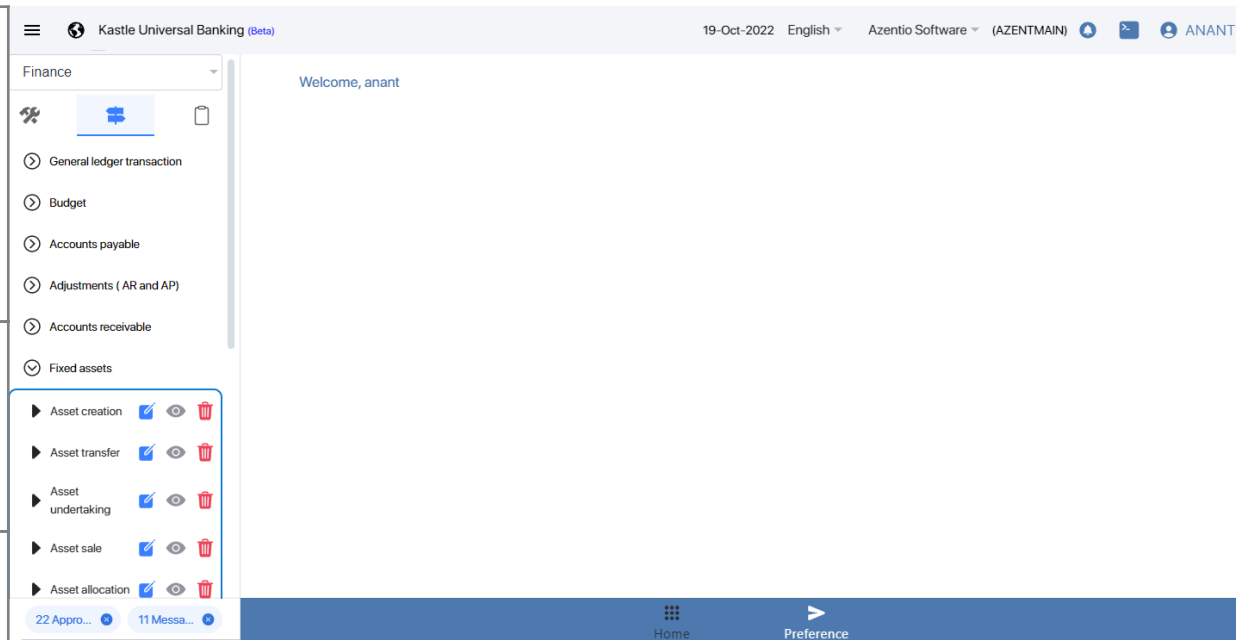 Kastle Universal Banking (Beta)
19-Oct-2022 English Azentio Software (AZENTMAIN) ANANT
Finance
Welcome, anant
General ledger transaction
Budget
Accounts payable
Adjustments ( AR and AP)
Accounts receivable
Fixed assets
Asset creation
Asset transfer
Asset
undertaking
Asset sale
Asset allocation
22 Appro... 11 Messa...
Home Preference